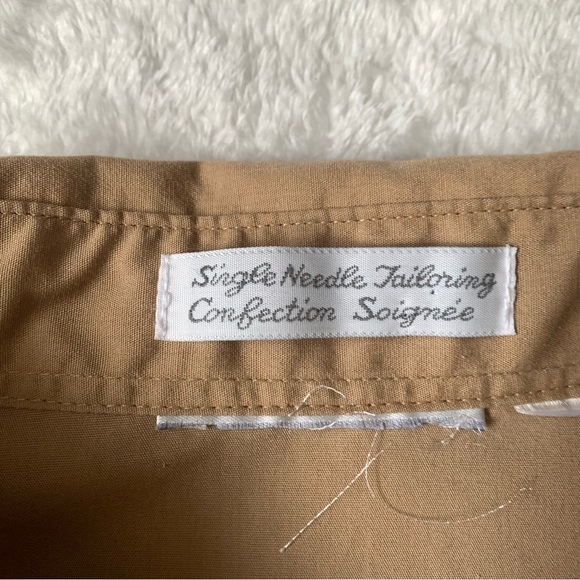 Single Needle Tailoring
Confection Soignée